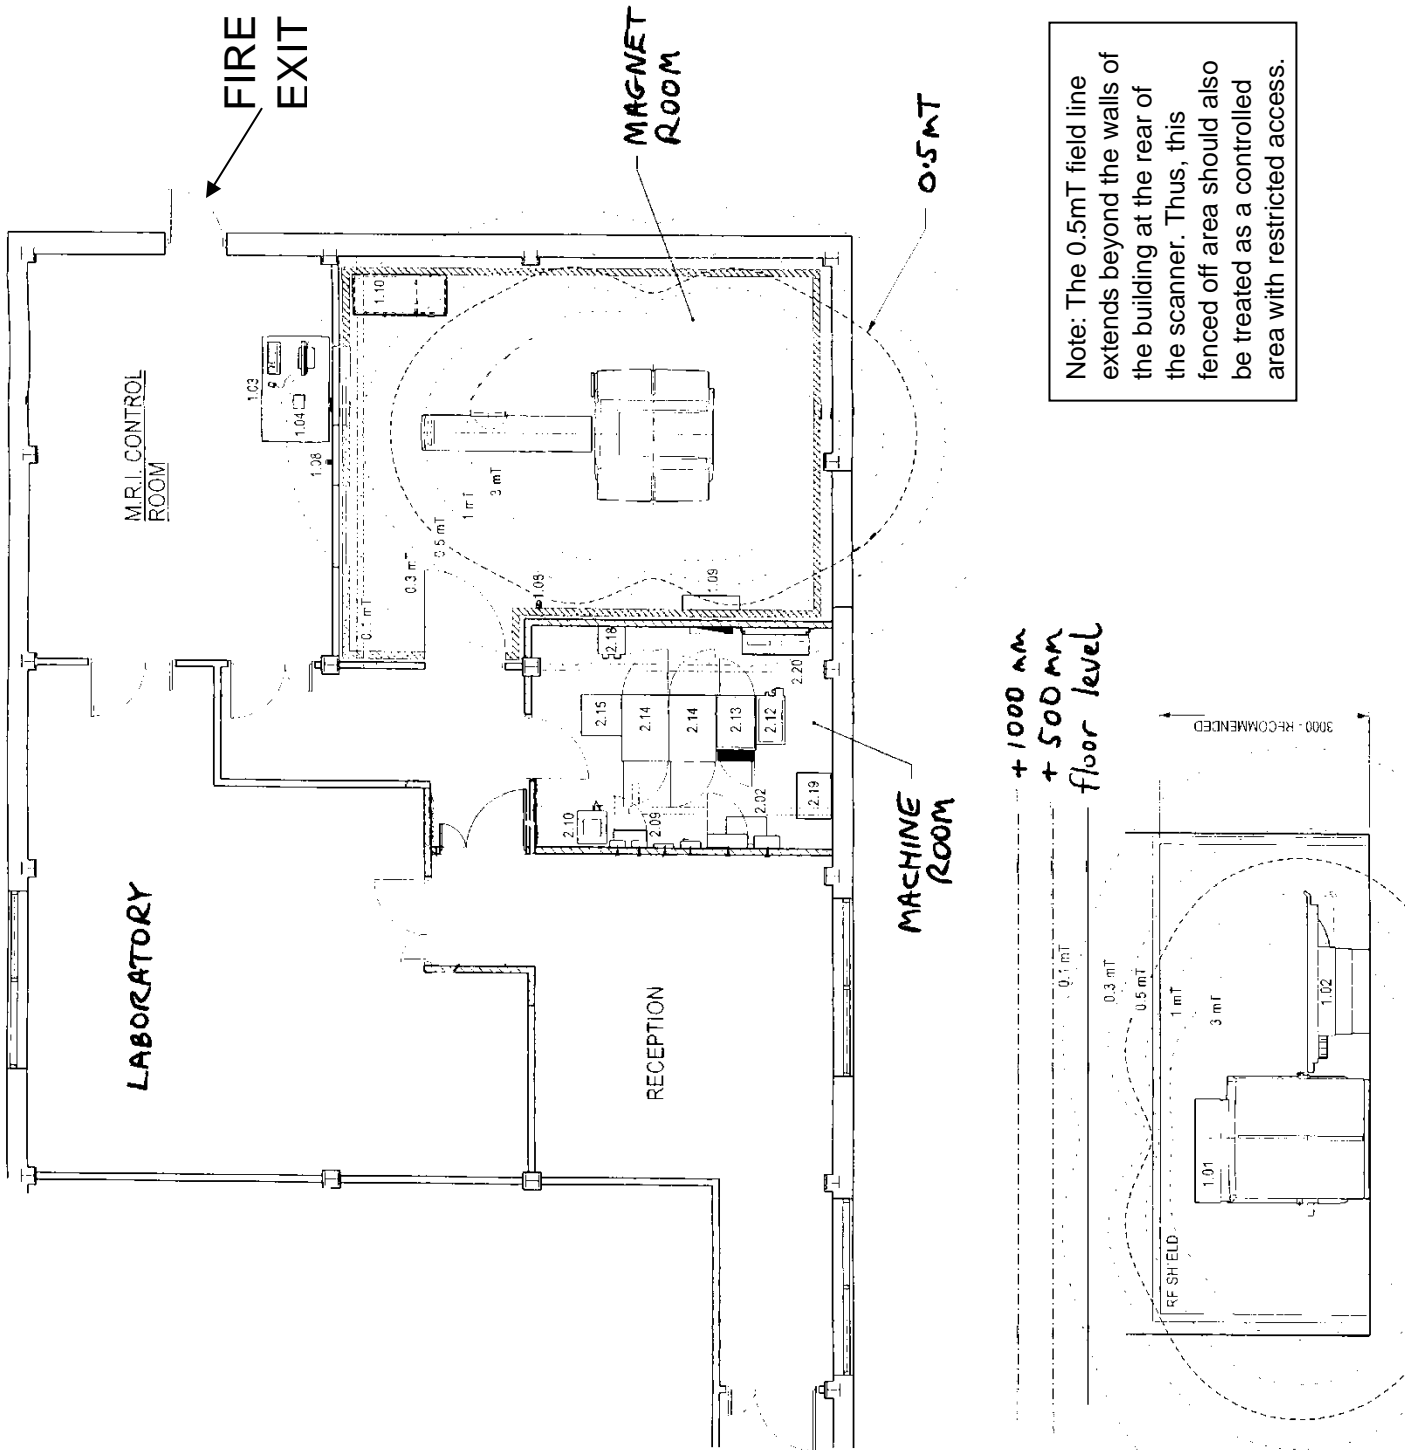 FIRE
EXIT
MAGNET
ROOM
0.5mT
Note: The 0.5mT field line
extends beyond the walls of
the building at the rear of
the scanner. Thus, this
fenced off area should also
be treated as a controlled
area with restricted access.
M.R.I. CONTROL
ROOM
1.03
1.04
1.08
1.10
3 mT
1 mT
0.5 mT
0.3 mT
0.1 mT
1.08
1.09
2.18
2.20
2.15
2.14
2.14
2.13
2.12
2.10
2.09
2.02
2.19
MACHINE
ROOM
LABORATORY
RECEPTION
+1000 mm
+ 500 mm
floor level
3000 - RECOMMENDED
0.1 mT
0.3 mT
0.5 mT
1 mT
3 mT
1.02
1.01
RF SHIELD